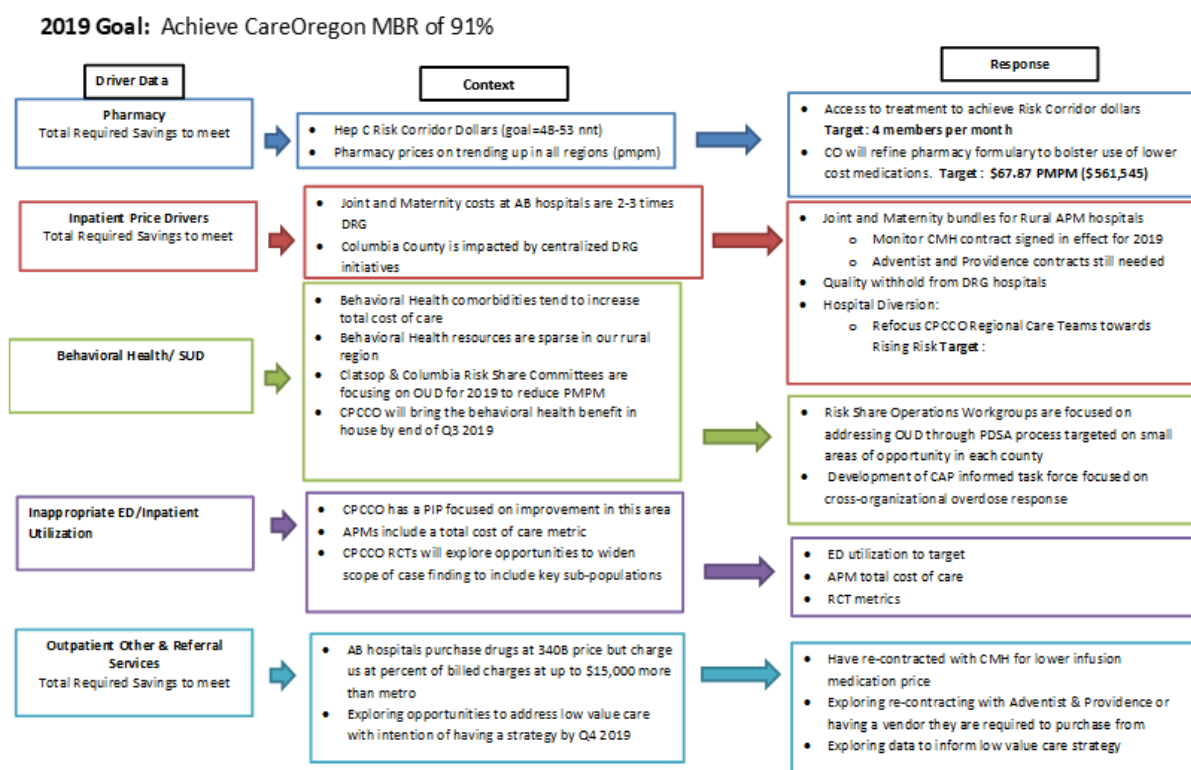 2019 Goal: Achieve CareOregon MBR of 91%
Driver Data
Context
Response
Pharmacy
Total Required Savings to meet
• Hep C Risk Corridor Dollars (goal=48-53 nnt)
• Pharmacy prices on trending up in all regions (pmpm)
• Access to treatment to achieve Risk Corridor dollars
Target: 4 members per month
• CO will refine pharmacy formulary to bolster use of lower
cost medications. Target: $67.87 PMPM ($561,545)
Inpatient Price Drivers
Total Required Savings to meet
• Joint and Maternity costs at AB hospitals are 2-3 times
DRG
• Columbia County is impacted by centralized DRG
initiatives
• Joint and Maternity bundles for Rural APM hospitals
o Monitor CMH contract signed in effect for 2019
o Adventist and Providence contracts still needed
• Quality withhold from DRG hospitals
• Hospital Diversion:
o Refocus CPCCO Regional Care Teams towards
Rising Risk Target:
Behavioral Health/ SUD
• Behavioral Health comorbidities tend to increase
total cost of care
• Behavioral Health resources are sparse in our rural
region
• Clatsop & Columbia Risk Share Committees are
focusing on OUD for 2019 to reduce PMPM
• CPCCO will bring the behavioral health benefit in
house by end of Q3 2019
• Risk Share Operations Workgroups are focused on
addressing OUD through PDSA process targeted on small
areas of opportunity in each county
• Development of CAP informed task force focused on
cross-organizational overdose response
Inappropriate ED/Inpatient
Utilization
• CPCCO has a PIP focused on improvement in this area
• APMs include a total cost of care metric
• CPCCO RCTs will explore opportunities to widen
scope of case finding to include key sub-populations
• ED utilization to target
• APM total cost of care
• RCT metrics
Outpatient Other & Referral
Services
Total Required Savings to meet
• AB hospitals purchase drugs at 340B price but charge
us at percent of billed charges at up to $15,000 more
than metro
• Exploring opportunities to address low value care
with intention of having a strategy by Q4 2019
• Have re-contracted with CMH for lower infusion
medication price
• Exploring re-contracting with Adventist & Providence or
having a vendor they are required to purchase from
• Exploring data to inform low value care strategy